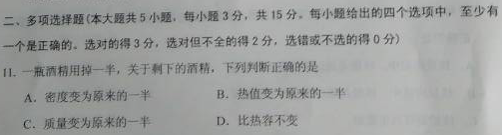 二、多项选择题(本大题共5小题，每小题3分，共15分。每小题给出的四个选项中，至少有
一个是正确的。选对的得3分，选对但不全的得2分，选错或不选的得0分)
11. 一瓶酒精用掉一半，关于剩下的酒精，下列判断正确的是
A．密度变为原来的一半 B．热值变为原来的一半
C．质量变为原来的一半 D．比热容不变